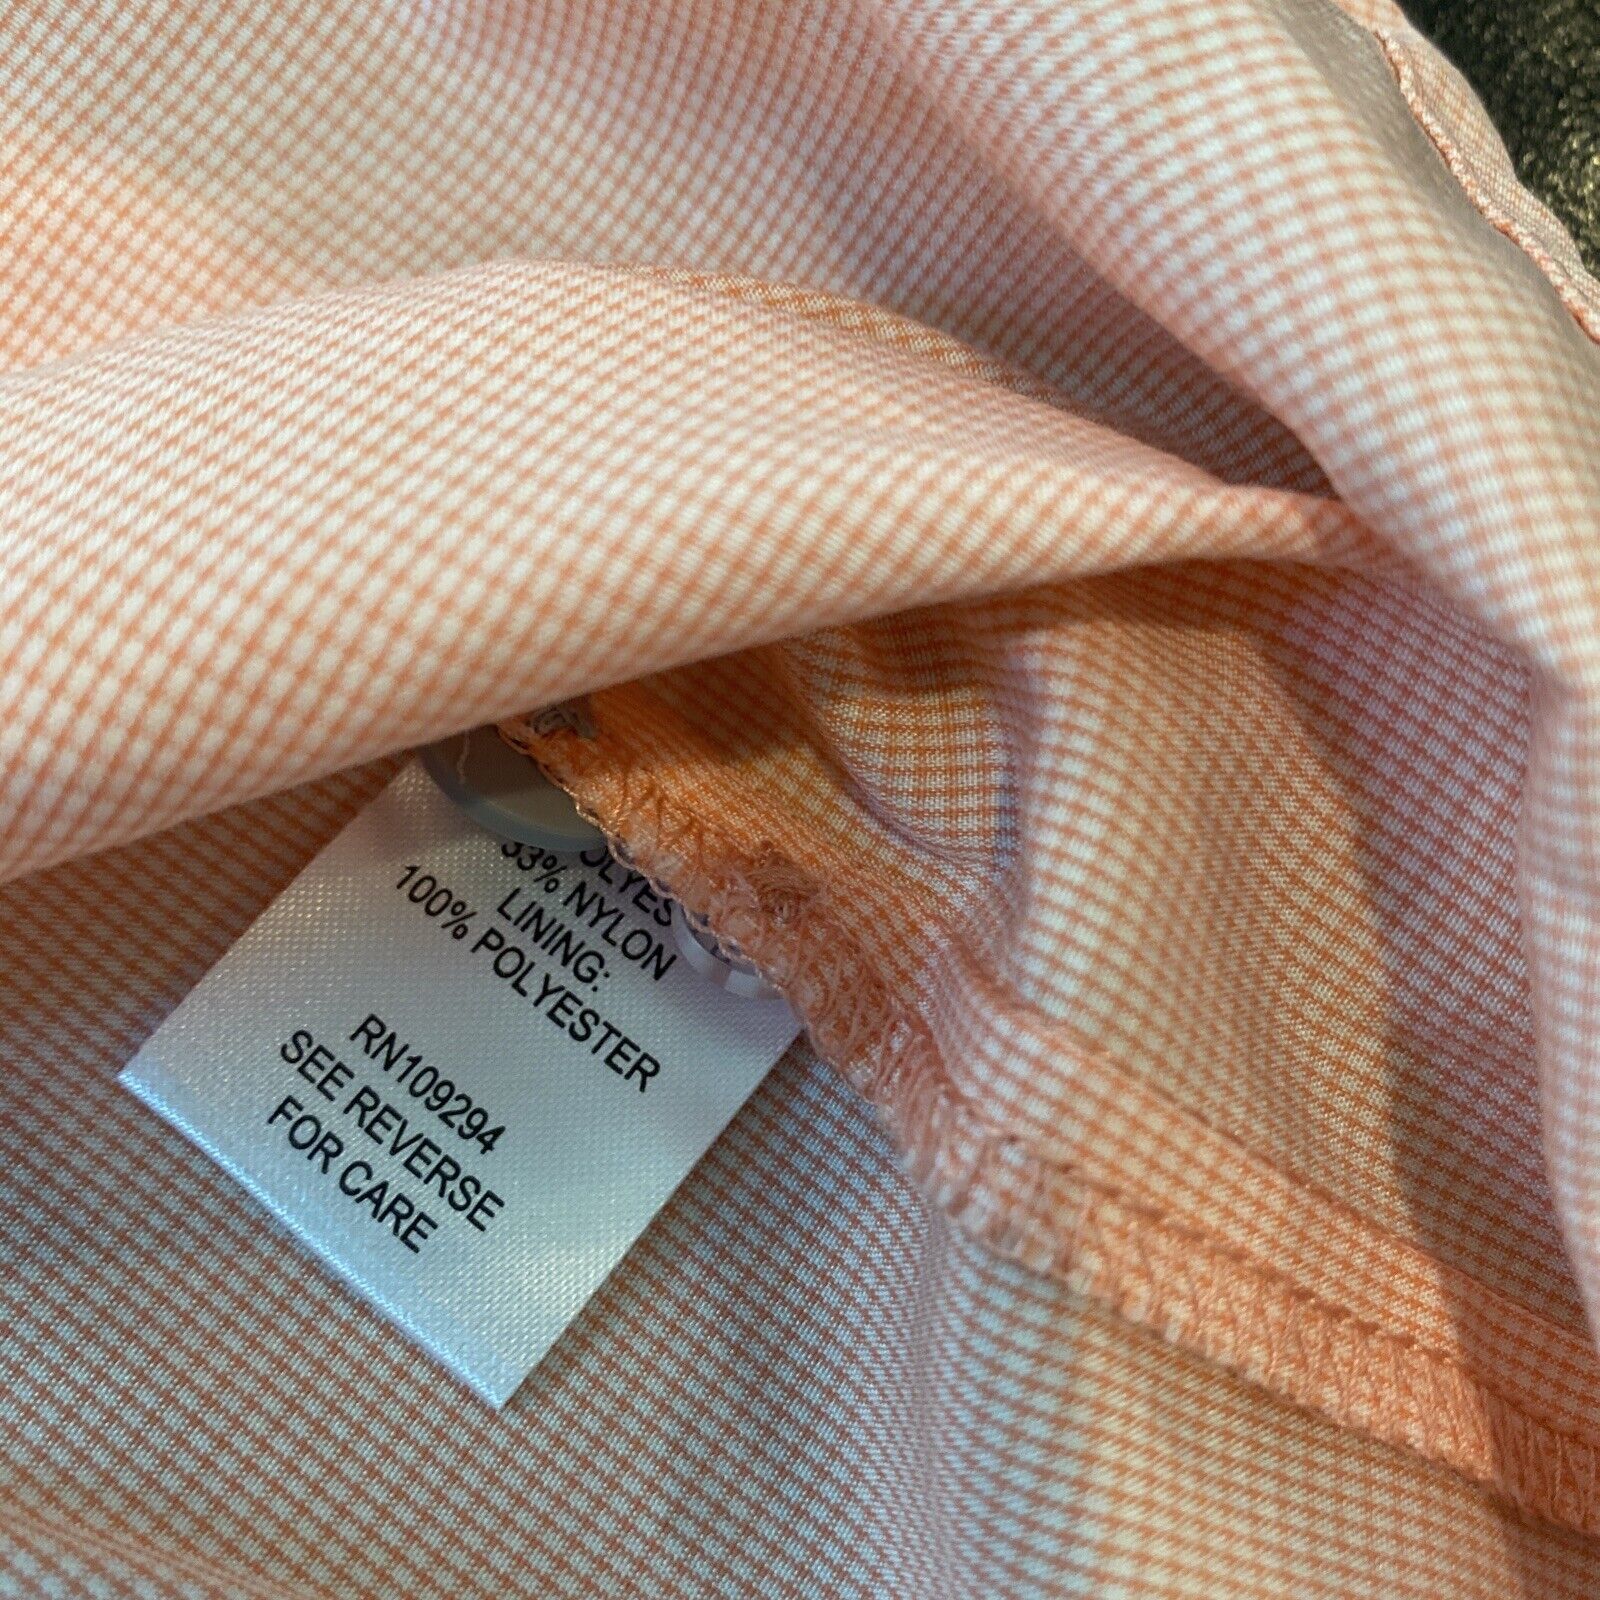 33% NYLON
LINING:
100% POLYESTER
RN109294
SEE REVERSE
FOR CARE